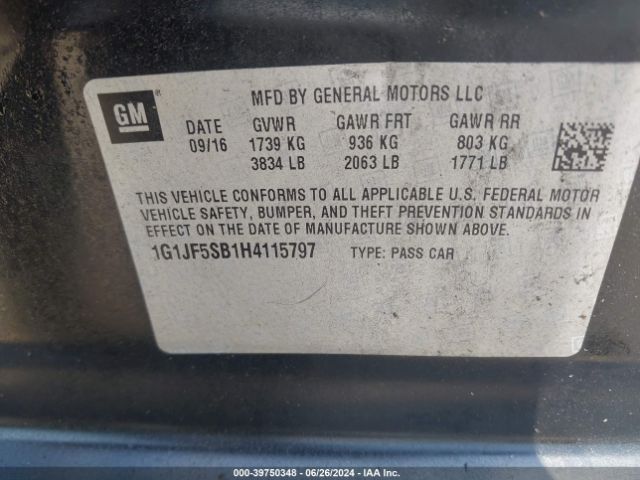 MFD BY GENERAL MOTORS LLC
GM ®
DATE GVWR GAWR FRT GAWR RR
09/16 1739 KG 936 KG 803 KG
3834 LB 2063 LB 1771 LB
THIS VEHICLE CONFORMS TO ALL APPLICABLE U.S. FEDERAL MOTOR
VEHICLE SAFETY, BUMPER, AND THEFT PREVENTION STANDARDS IN
EFFECT ON THE DATE OF MANUFACTURE SHOWN ABOVE.
1G1JF5SB1H4115797 TYPE: PASS CAR
000-39750348 - 06/26/2024 - IAA Inc.